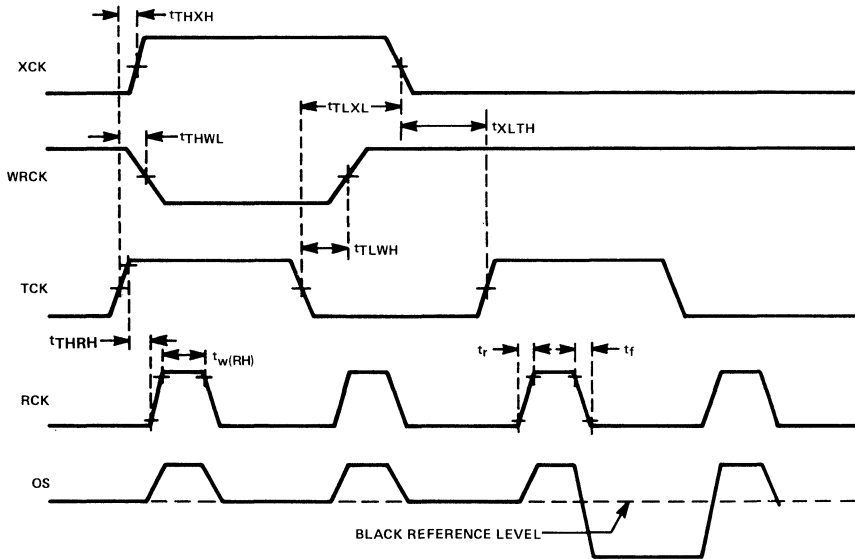 tTHXH
XCK
tTLXL
tXLTH
tTHWL
WRCK
tTLWH
TCK
tTHRH
tw(RH)
tr
tf
RCK
OS
BLACK REFERENCE LEVEL